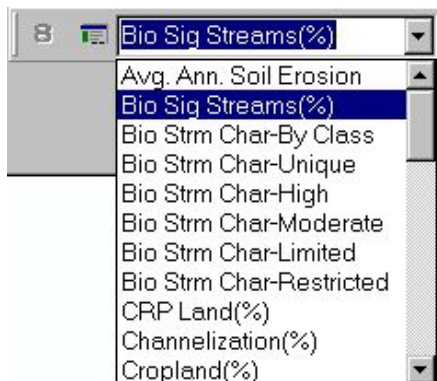 B Bio Sig Streams(%)
Avg. Ann. Soil Erosion
Bio Sig Streams(%)
Bio Strm Char-By Class
Bio Strm Char-Unique
Bio Strm Char-High
Bio Strm Char-Moderate
Bio Strm Char-Limited
Bio Strm Char-Restricted
CRP Land(%)
Channelization(%)
Cropland(%)